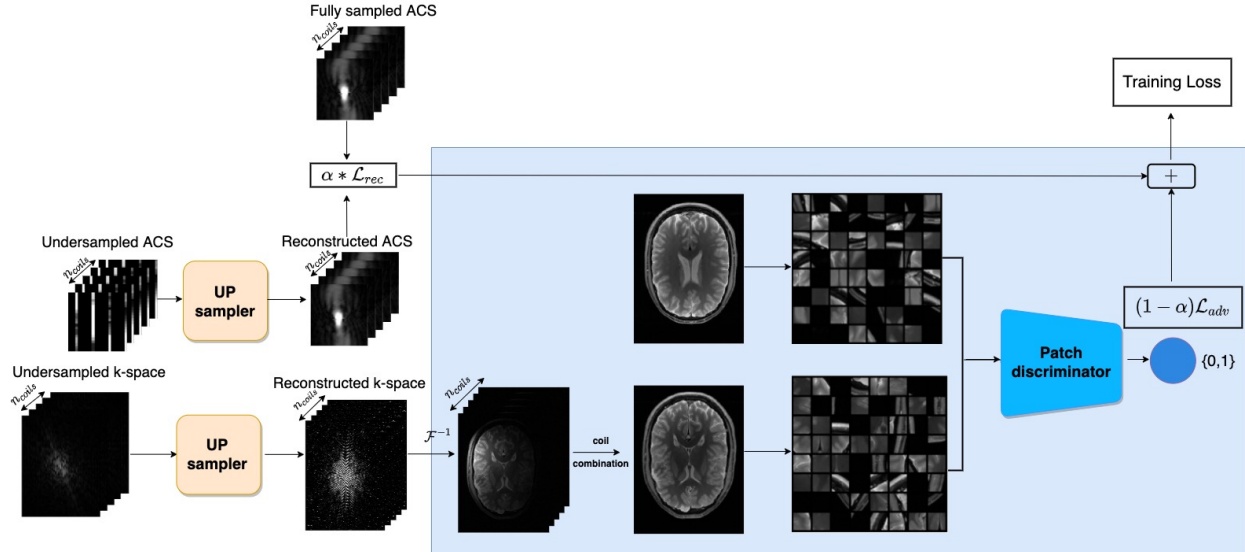 Fully sampled ACS
n_coils
Training Loss
α * 𝓛_rec
+
Undersampled ACS
n_coils
UP
sampler
Reconstructed ACS
n_coils
(1 − α)𝓛_adv
Patch
discriminator
{0,1}
Undersampled k-space
n_coils
UP
sampler
Reconstructed k-space
n_coils
𝓕⁻¹
n_coils
coil
combination